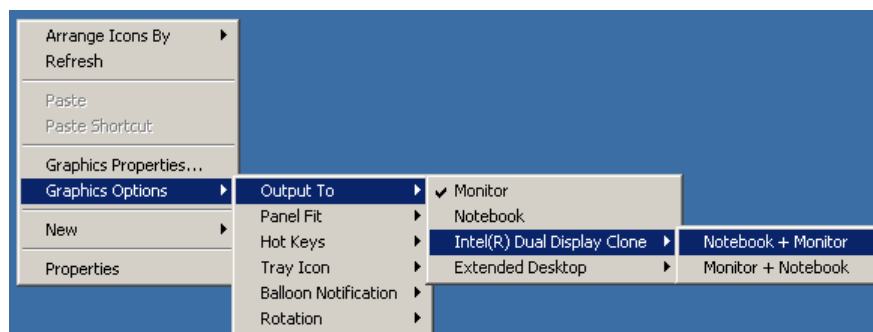 Arrange Icons By
Refresh
Paste
Paste Shortcut
Graphics Properties...
Graphics Options
New
Properties
Output To
Panel Fit
Hot Keys
Tray Icon
Balloon Notification
Rotation
Monitor
Notebook
Intel(R) Dual Display Clone
Extended Desktop
Notebook + Monitor
Monitor + Notebook